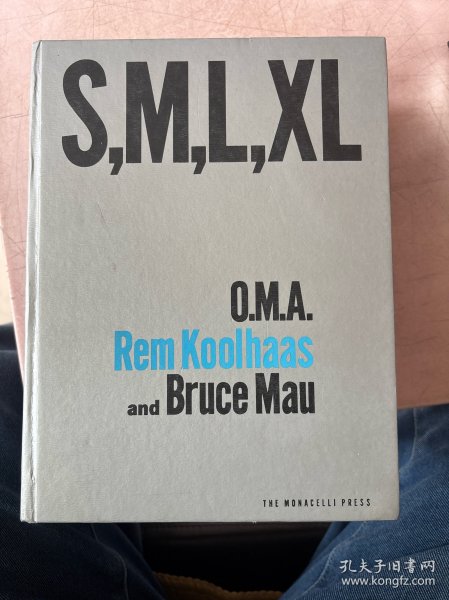 S,M,L,XL
O.M.A.
Rem Koolhaas
and Bruce Mau
THE MONACELLI PRESS
孔夫子旧书网
www.kongfz.com